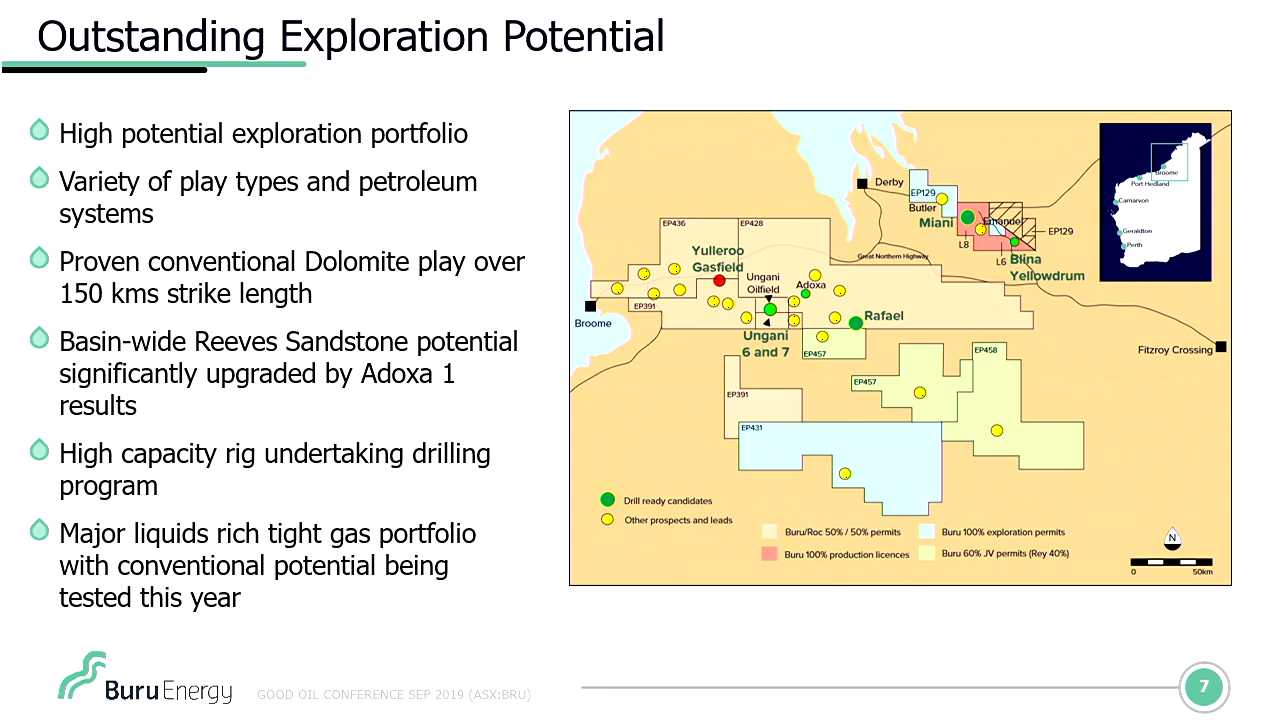 Outstanding Exploration Potential
High potential exploration portfolio
Variety of play types and petroleum
systems
Proven conventional Dolomite play over
150 kms strike length
Basin-wide Reeves Sandstone potential
significantly upgraded by Adoxa 1
results
High capacity rig undertaking drilling
program
Major liquids rich tight gas portfolio
with conventional potential being
tested this year
Derby
EP129
Butler
Miani
Emanuel
EP129
L8
L6
Blina
Yellowdrum
Great Northern Highway
EP436
EP428
Yulleroo
Gasfield
Ungani
Oilfield
Adoxa
EP391
Broome
Rafael
Ungani
6 and 7
EP457
Fitzroy Crossing
EP458
EP457
EP391
EP431
Broome
Port Hedland
Carnarvon
Geraldton
Perth
Drill ready candidates
Other prospects and leads
Buru/Roc 50% / 50% permits
Buru 100% exploration permits
Buru 100% production licences
Buru 60% JV permits (Rey 40%)
N
0 50km
Buru Energy
GOOD OIL CONFERENCE SEP 2019 (ASX:BRU)
7